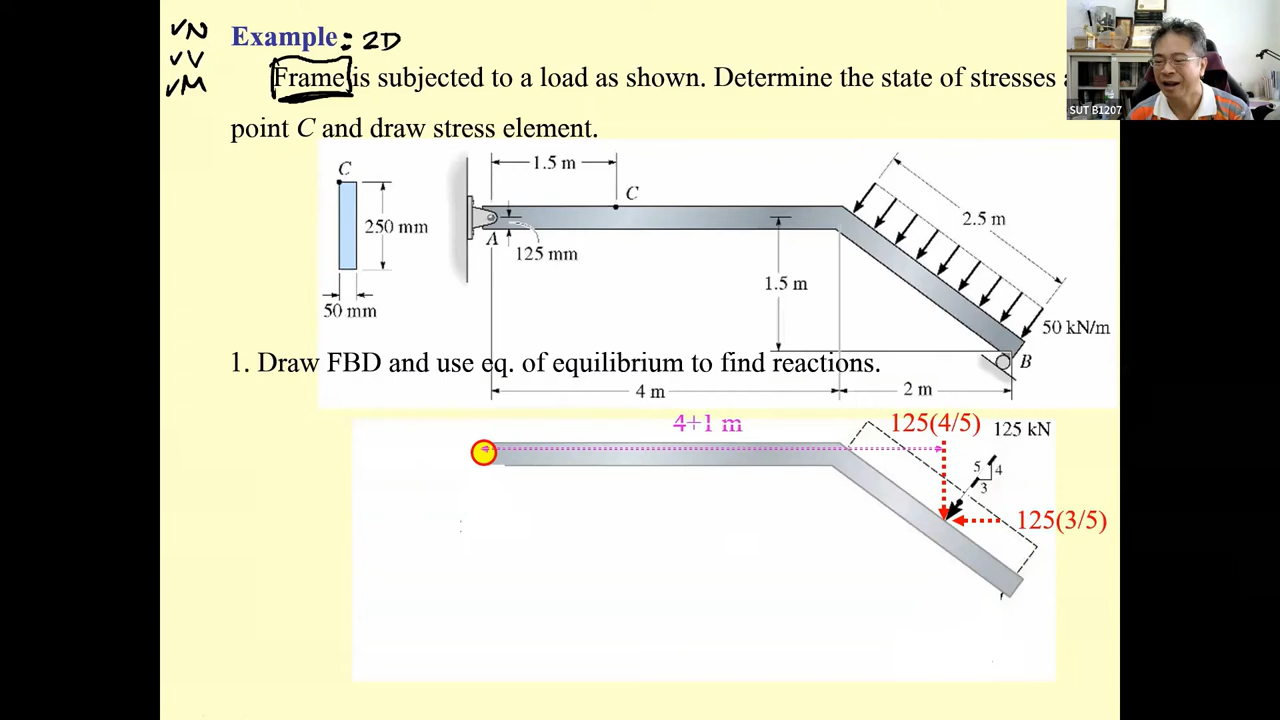 ✓N
✓V
✓M
Example : 2D
Frame is subjected to a load as shown. Determine the state of stresses
point C and draw stress element.
SUT B1207
C
250 mm
50 mm
1.5 m
C
A
125 mm
2.5 m
1.5 m
50 kN/m
B
1. Draw FBD and use eq. of equilibrium to find reactions.
4 m
2 m
4+1 m
125(4/5)
125 kN
5
4
3
125(3/5)